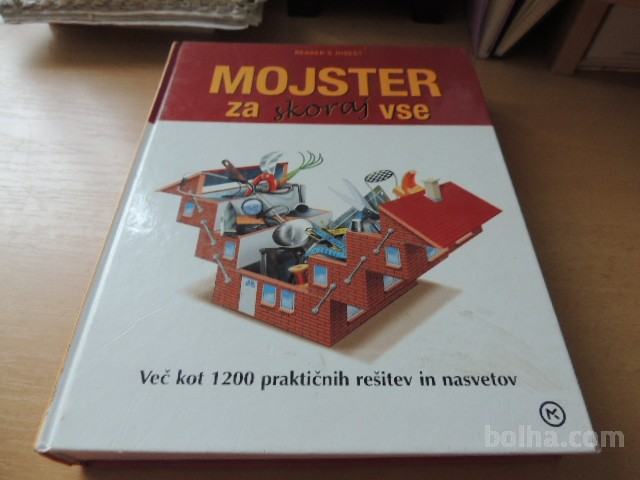 READER'S DIGEST
MOJSTER
za skoraj vse
Več kot 1200 praktičnih rešitev in nasvetov
bolha.com